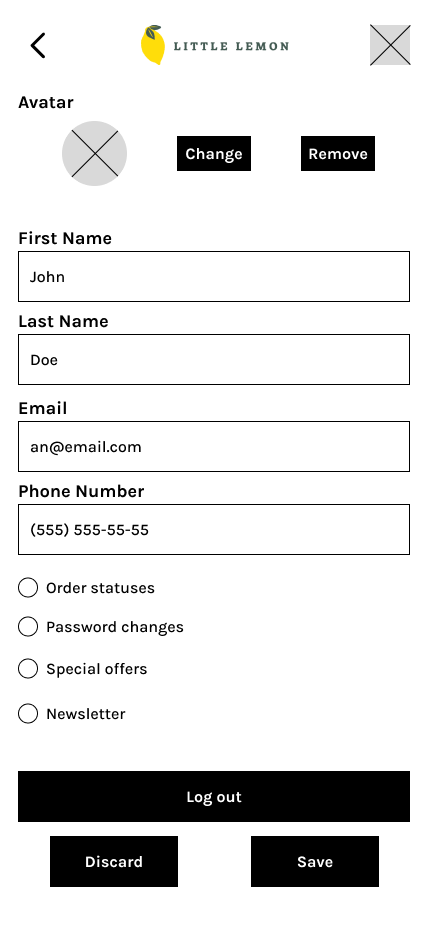 LITTLE LEMON
Avatar
Change
Remove
First Name
John
Last Name
Doe
Email
an@email.com
Phone Number
(555) 555-55-55
Order statuses
Password changes
Special offers
Newsletter
Log out
Discard
Save